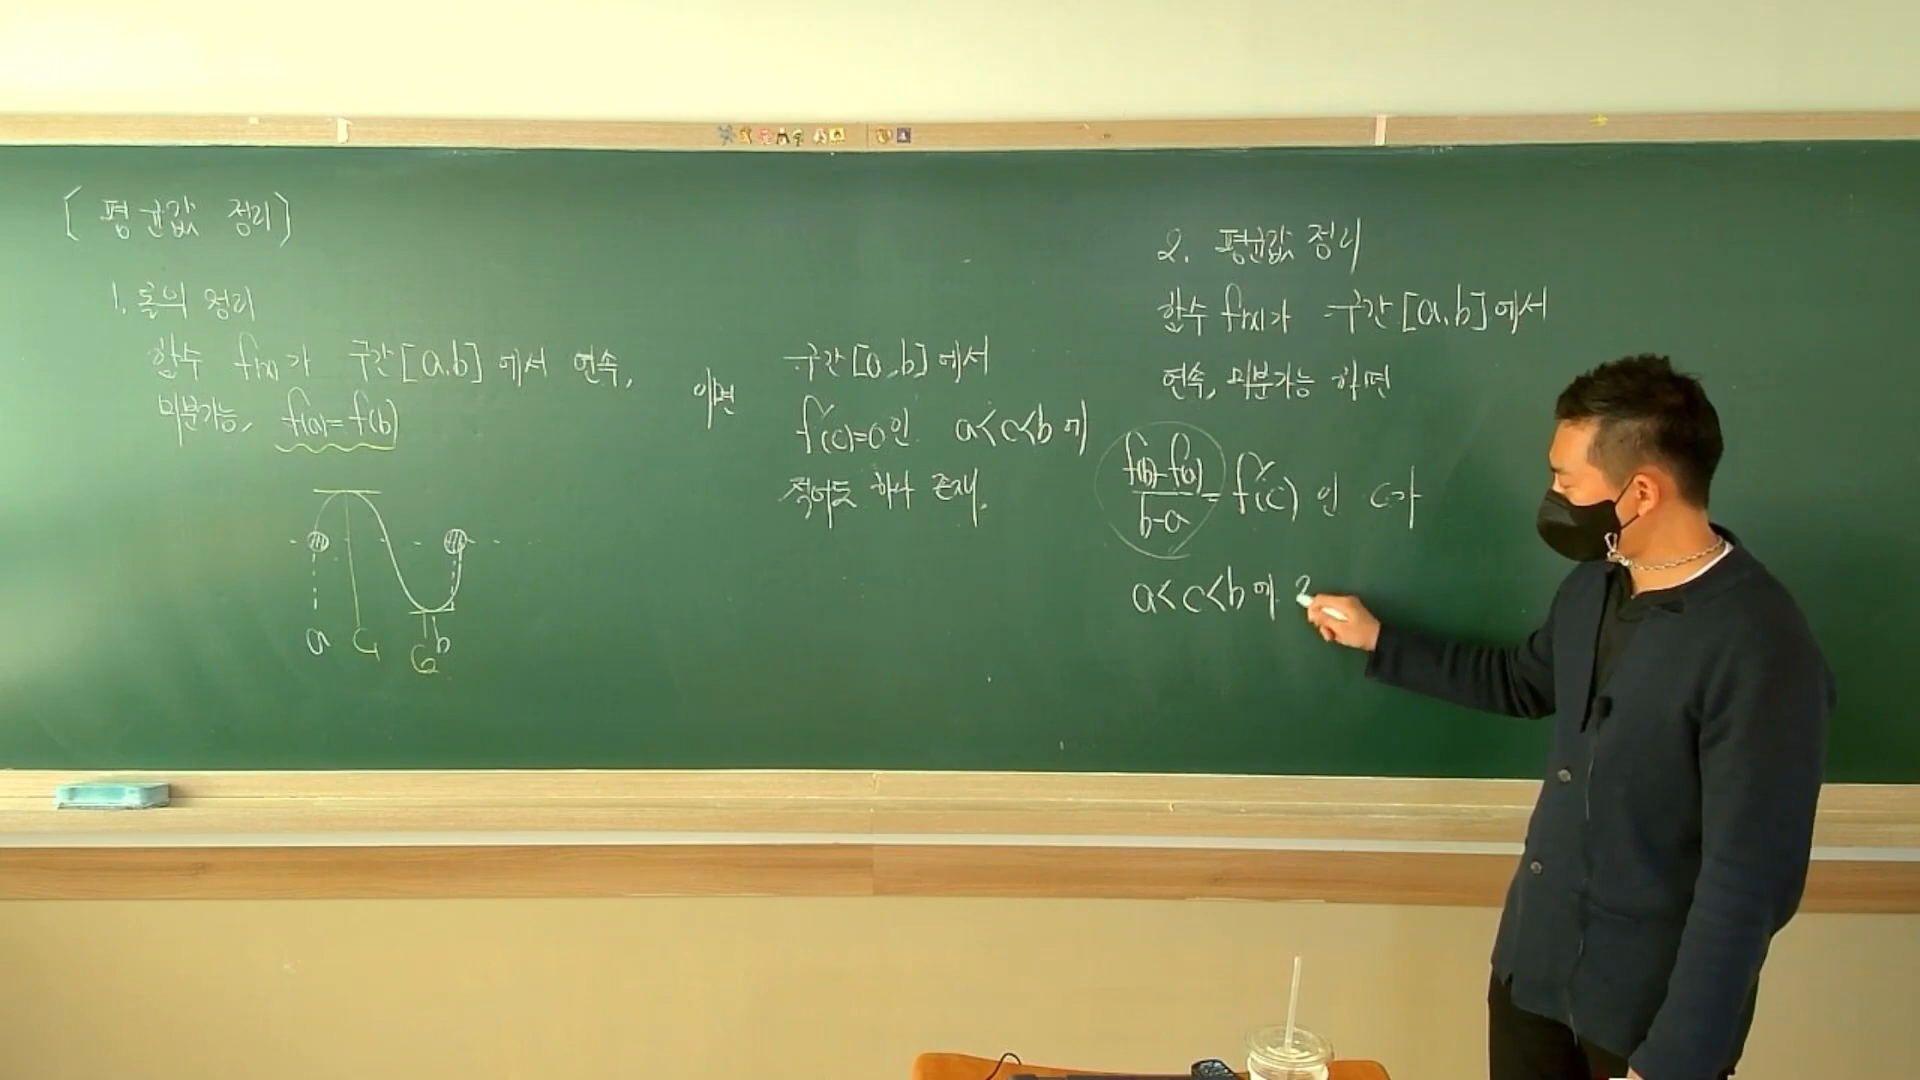 [평균값 정리]
1. 롤의 정리
함수 f(x)가 구간 [a.b] 에서 연속,
미분가능, f(a)=f(b)
이면
구간 [a,b] 에서
f'(c)=0인 a<c<b 에
적어도 하나 존재.
a C₁ C₂ b
2. 평균값 정리
함수 f(x)가 구간 [a.b]에서
연속, 미분가능 하면
f(b)-f(a)
b-a
= f'(c) 인 c가
a<c<b에